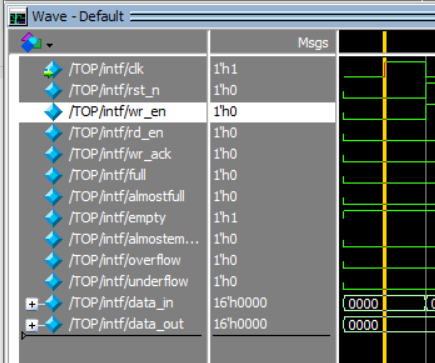 Wave - Default
Msgs
/TOP/intf/clk 1'h1
/TOP/intf/rst_n 1'h0
/TOP/intf/wr_en 1'h0
/TOP/intf/rd_en 1'h0
/TOP/intf/wr_ack 1'h0
/TOP/intf/full 1'h0
/TOP/intf/almostfull 1'h0
/TOP/intf/empty 1'h1
/TOP/intf/almostem... 1'h0
/TOP/intf/overflow 1'h0
/TOP/intf/underflow 1'h0
/TOP/intf/data_in 16'h0000 0000
/TOP/intf/data_out 16'h0000 0000